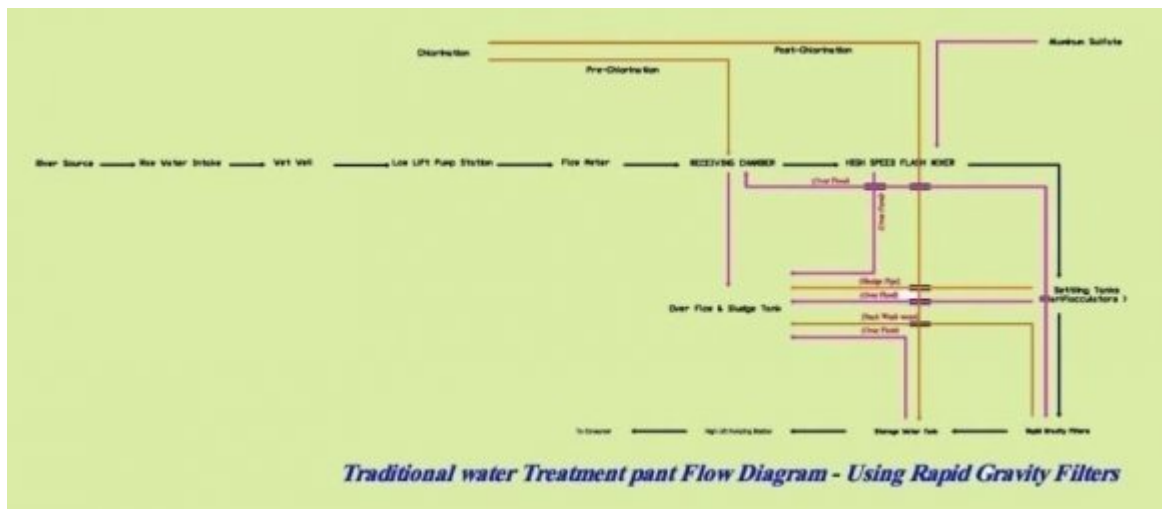 Chlorination
Post-Chlorination
Aluminum Sulfate
Pre-Chlorination
River Source
Raw Water Intake
Wet Well
Low Lift Pump Station
Flow Meter
RECEIVING CHAMBER
HIGH SPEED FLASH MIXER
(Over Flow)
(Over Flow)
(Sludge Pipe)
(Over Flow)
Settling Tanks
(Clariflocculators )
Over Flow & Sludge Tank
(Back Wash water)
(Over Flow)
To Consumer
High Lift Pumping Station
Storage Water Tank
Rapid Gravity Filters
Traditional water Treatment pant Flow Diagram - Using Rapid Gravity Filters